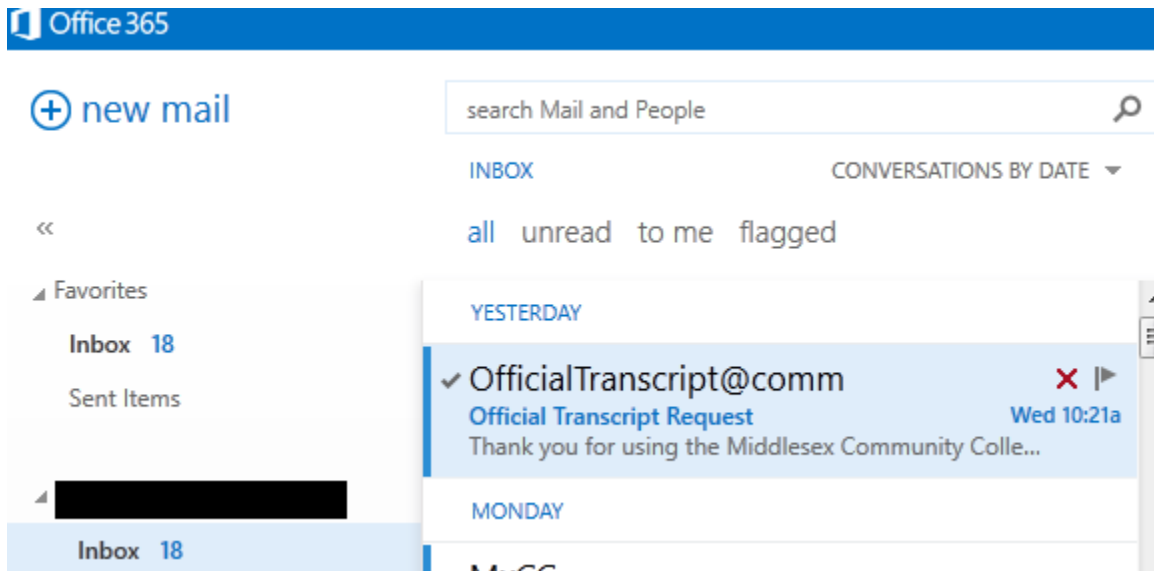 Office 365
new mail
search Mail and People
INBOX CONVERSATIONS BY DATE
«
all unread to me flagged
Favorites
Inbox 18
Sent Items
YESTERDAY
OfficialTranscript@comm
Official Transcript Request Wed 10:21a
Thank you for using the Middlesex Community Colle...
MONDAY
Inbox 18